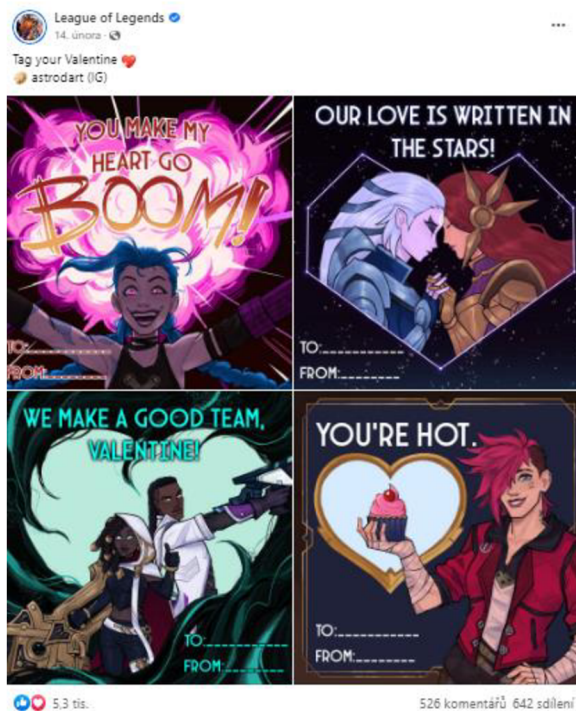 League of Legends
14. února ·
Tag your Valentine
astrodart (IG)
YOU MAKE MY
HEART GO
BOOM!
TO:
FROM:
OUR LOVE IS WRITTEN IN
THE STARS!
TO:
FROM:
WE MAKE A GOOD TEAM,
VALENTINE!
TO:
FROM:
YOU'RE HOT.
TO:
FROM:
5,3 tis.
526 komentářů 642 sdílení